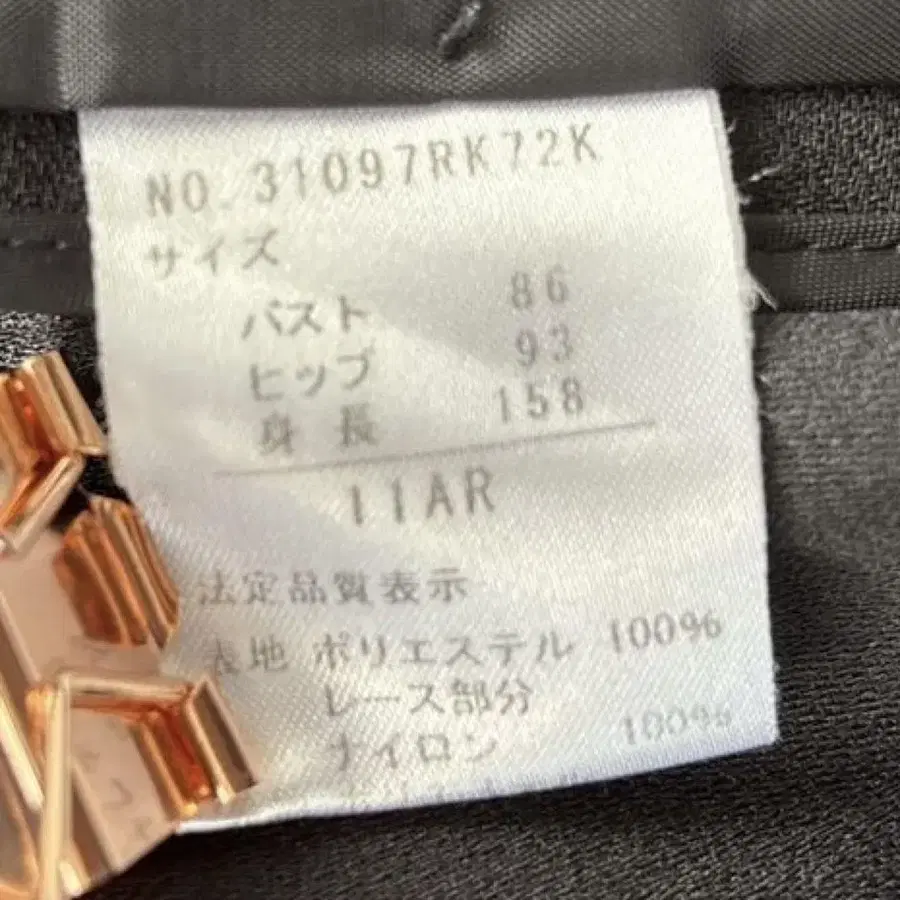 NO. 31097RK72K
サイズ
バスト 86
ヒップ 93
身長 158
11AR
法定品質表示
表地 ポリエステル 100%
レース部分
ナイロン 100%